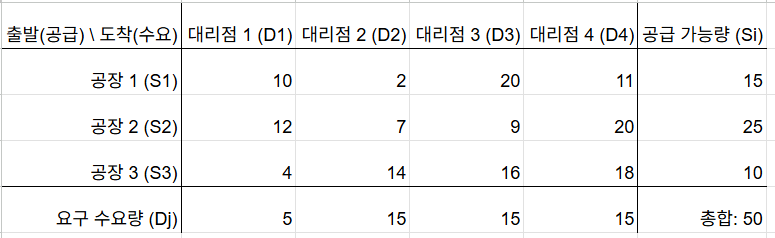 출발(공급) \ 도착(수요) 대리점 1 (D1) 대리점 2 (D2) 대리점 3 (D3) 대리점 4 (D4) 공급 가능량 (Si)
공장 1 (S1) 10 2 20 11 15
공장 2 (S2) 12 7 9 20 25
공장 3 (S3) 4 14 16 18 10
요구 수요량 (Dj) 5 15 15 15 총합: 50